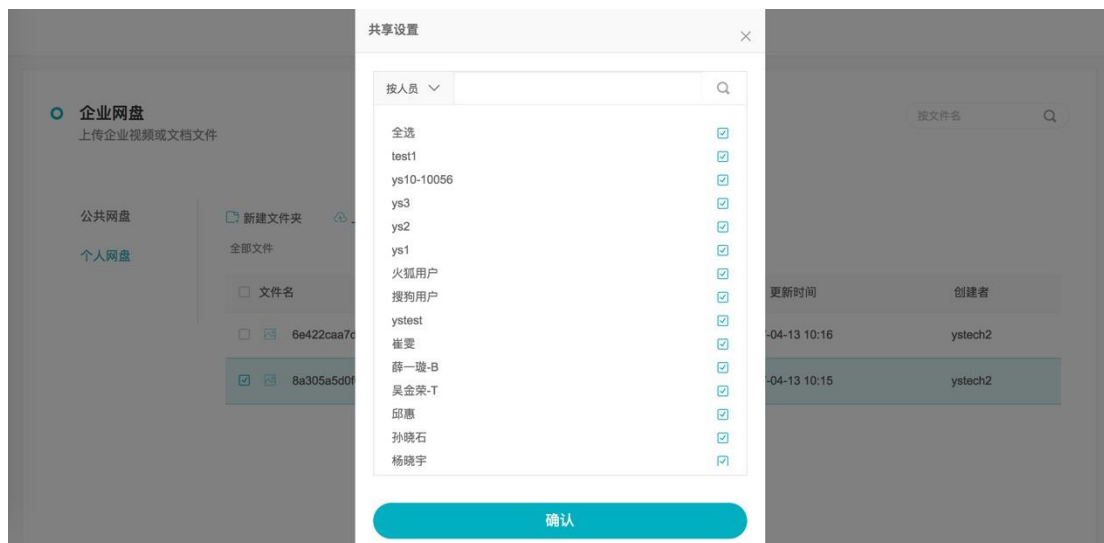 共享设置
按人员
全选
test1
ys10-10056
ys3
ys2
ys1
火狐用户
搜狗用户
ystest
崔雯
薛一璇-B
吴金荣-T
邱惠
孙晓石
杨晓宇
确认
企业网盘
上传企业视频或文档文件
按文件名
公共网盘
个人网盘
新建文件夹
全部文件
文件名 更新时间 创建者
6e422caa7c -04-13 10:16 ystech2
8a305a5d0f -04-13 10:15 ystech2